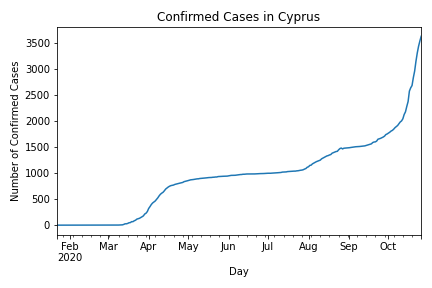 Confirmed Cases in Cyprus
Number of Confirmed Cases
3500
3000
2500
2000
1500
1000
500
0
Feb Mar Apr May Jun Jul Aug Sep Oct
2020
Day